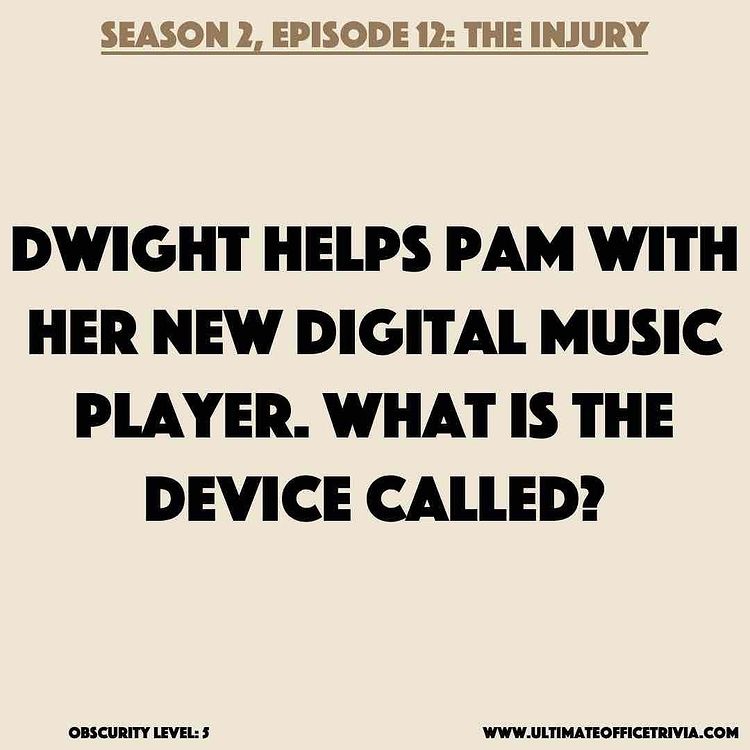 SEASON 2, EPISODE 12: THE INJURY
DWIGHT HELPS PAM WITH
HER NEW DIGITAL MUSIC
PLAYER. WHAT IS THE
DEVICE CALLED?
OBSCURITY LEVEL: 5
WWW.ULTIMATEOFFICETRIVIA.COM